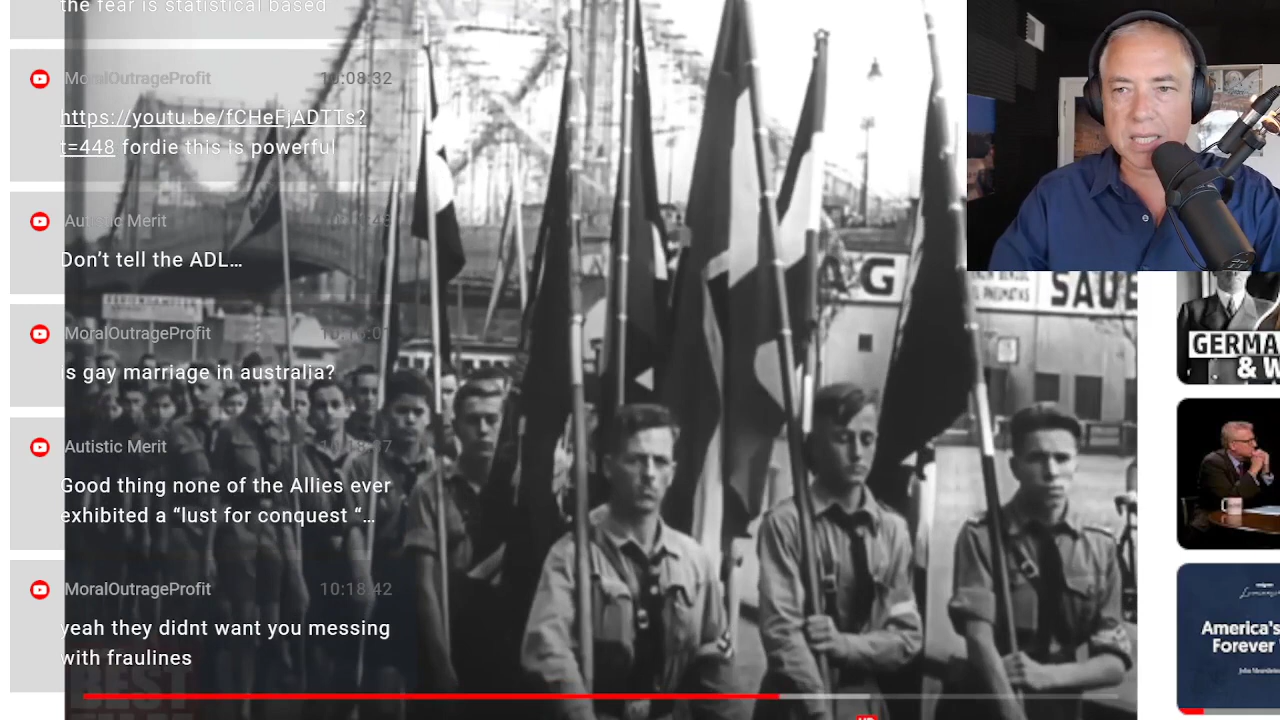 the fear is statistical based
MoralOutrageProfit 10:08:32
https://youtu.be/fCHeFjADTTs?
t=448 fordie this is powerful
Autistic Merit
Don’t tell the ADL…
MoralOutrageProfit
is gay marriage in australia?
Autistic Merit
Good thing none of the Allies ever
exhibited a “lust for conquest “…
MoralOutrageProfit 10:18:42
yeah they didnt want you messing
with fraulines
AG
SAUE
GERMA
& W
America's
Forever
BEST